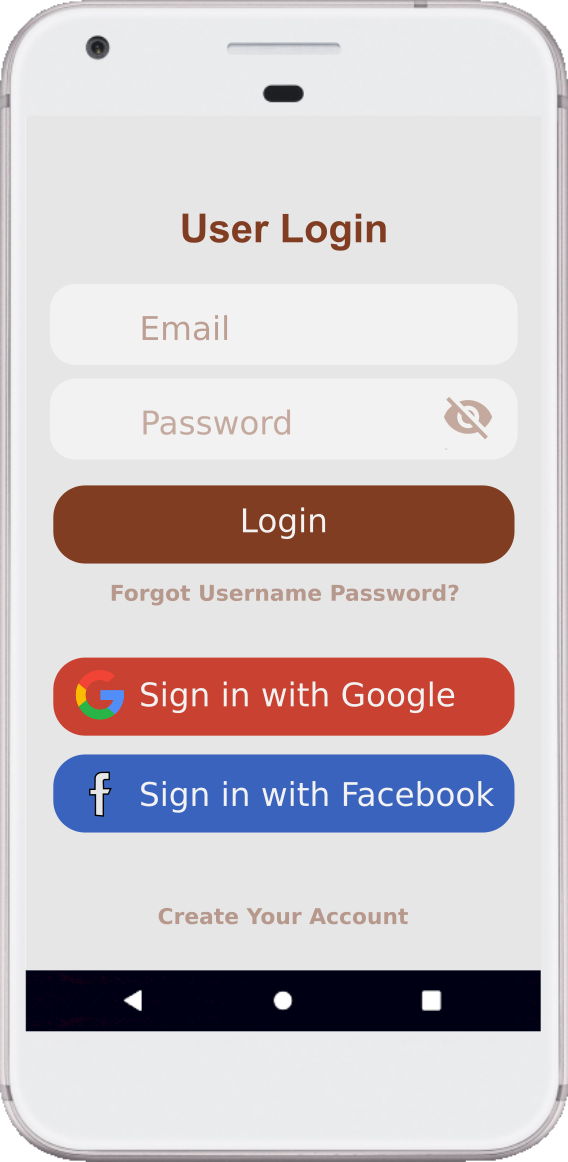 User Login
Email
Password
Login
Forgot Username Password?
Sign in with Google
Sign in with Facebook
Create Your Account